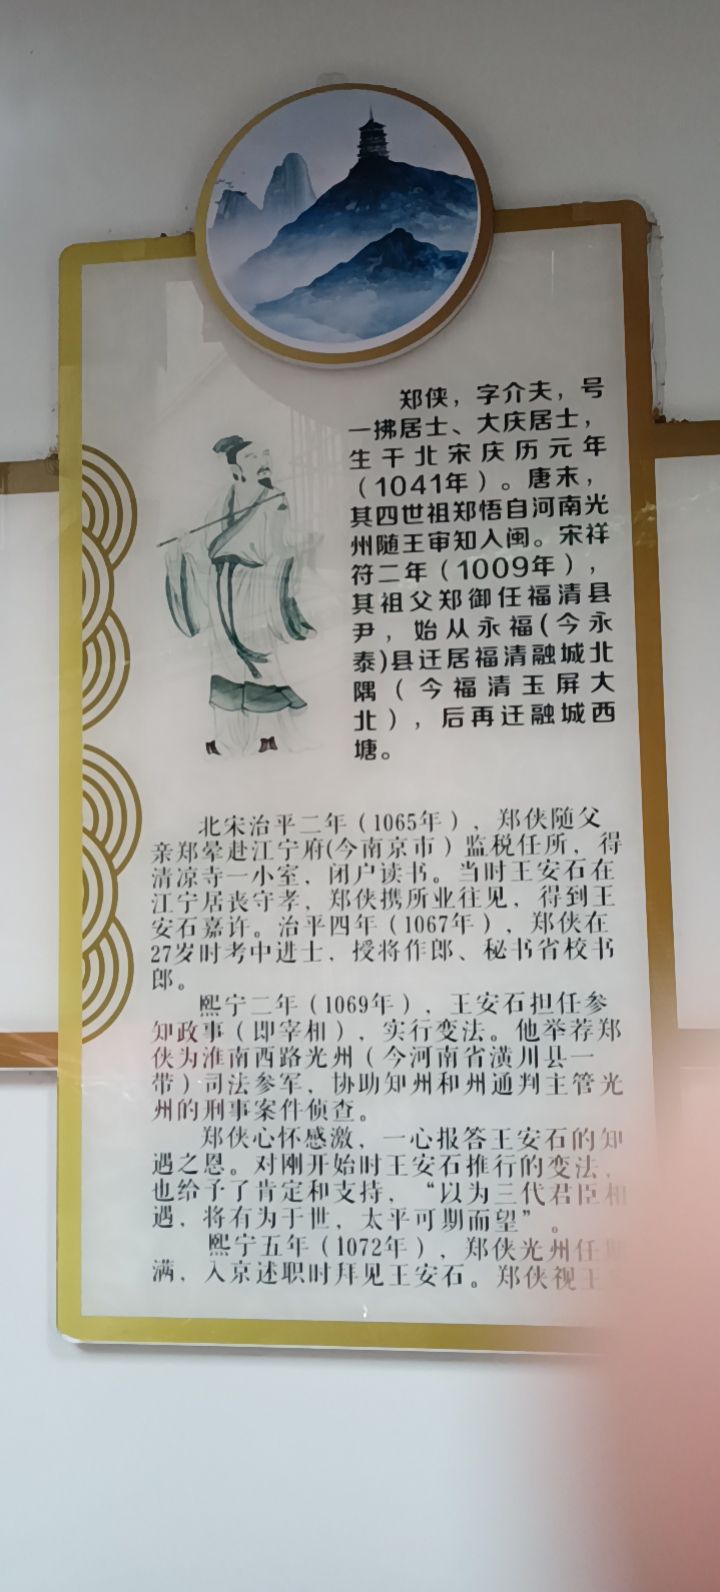 郑侠，字介夫，号
一拂居士、大庆居士，
生干北宋庆历元年
（1041年）。唐末，
其四世祖郑悟自河南光
州随王审知入闽。宋祥
符二年（1009年），
其祖父郑御任福清县
尹，始从永福(今永
泰)县迁居福清融城北
隅（今福清玉屏大
北），后再迁融城西
塘。
北宋治平二年（1065年），郑侠随父
亲郑晕赴江宁府(今南京市）监税任所，得
清凉寺一小室，闭户读书。当时王安石在
江宁居丧守孝，郑侠携所业往见，得到王
安石嘉许。治平四年（1067年），郑侠在
27岁时考中进士，授将作郎、秘书省校书
郎。
熙宁二年（1069年），王安石担任参
知政事（即宰相），实行变法。他举荐郑
侠为淮南西路光州（今河南省潢川县一
带）司法参军，协助知州和州通判主管光
州的刑事案件侦查。
郑侠心怀感激，一心报答王安石的知
遇之恩。对刚开始时王安石推行的变法，
也给予了肯定和支持，“以为三代君臣相
遇，将有为于世，太平可期而望”。
熙宁五年（1072年），郑侠光州任期
满，入京述职时拜见王安石。郑侠视王